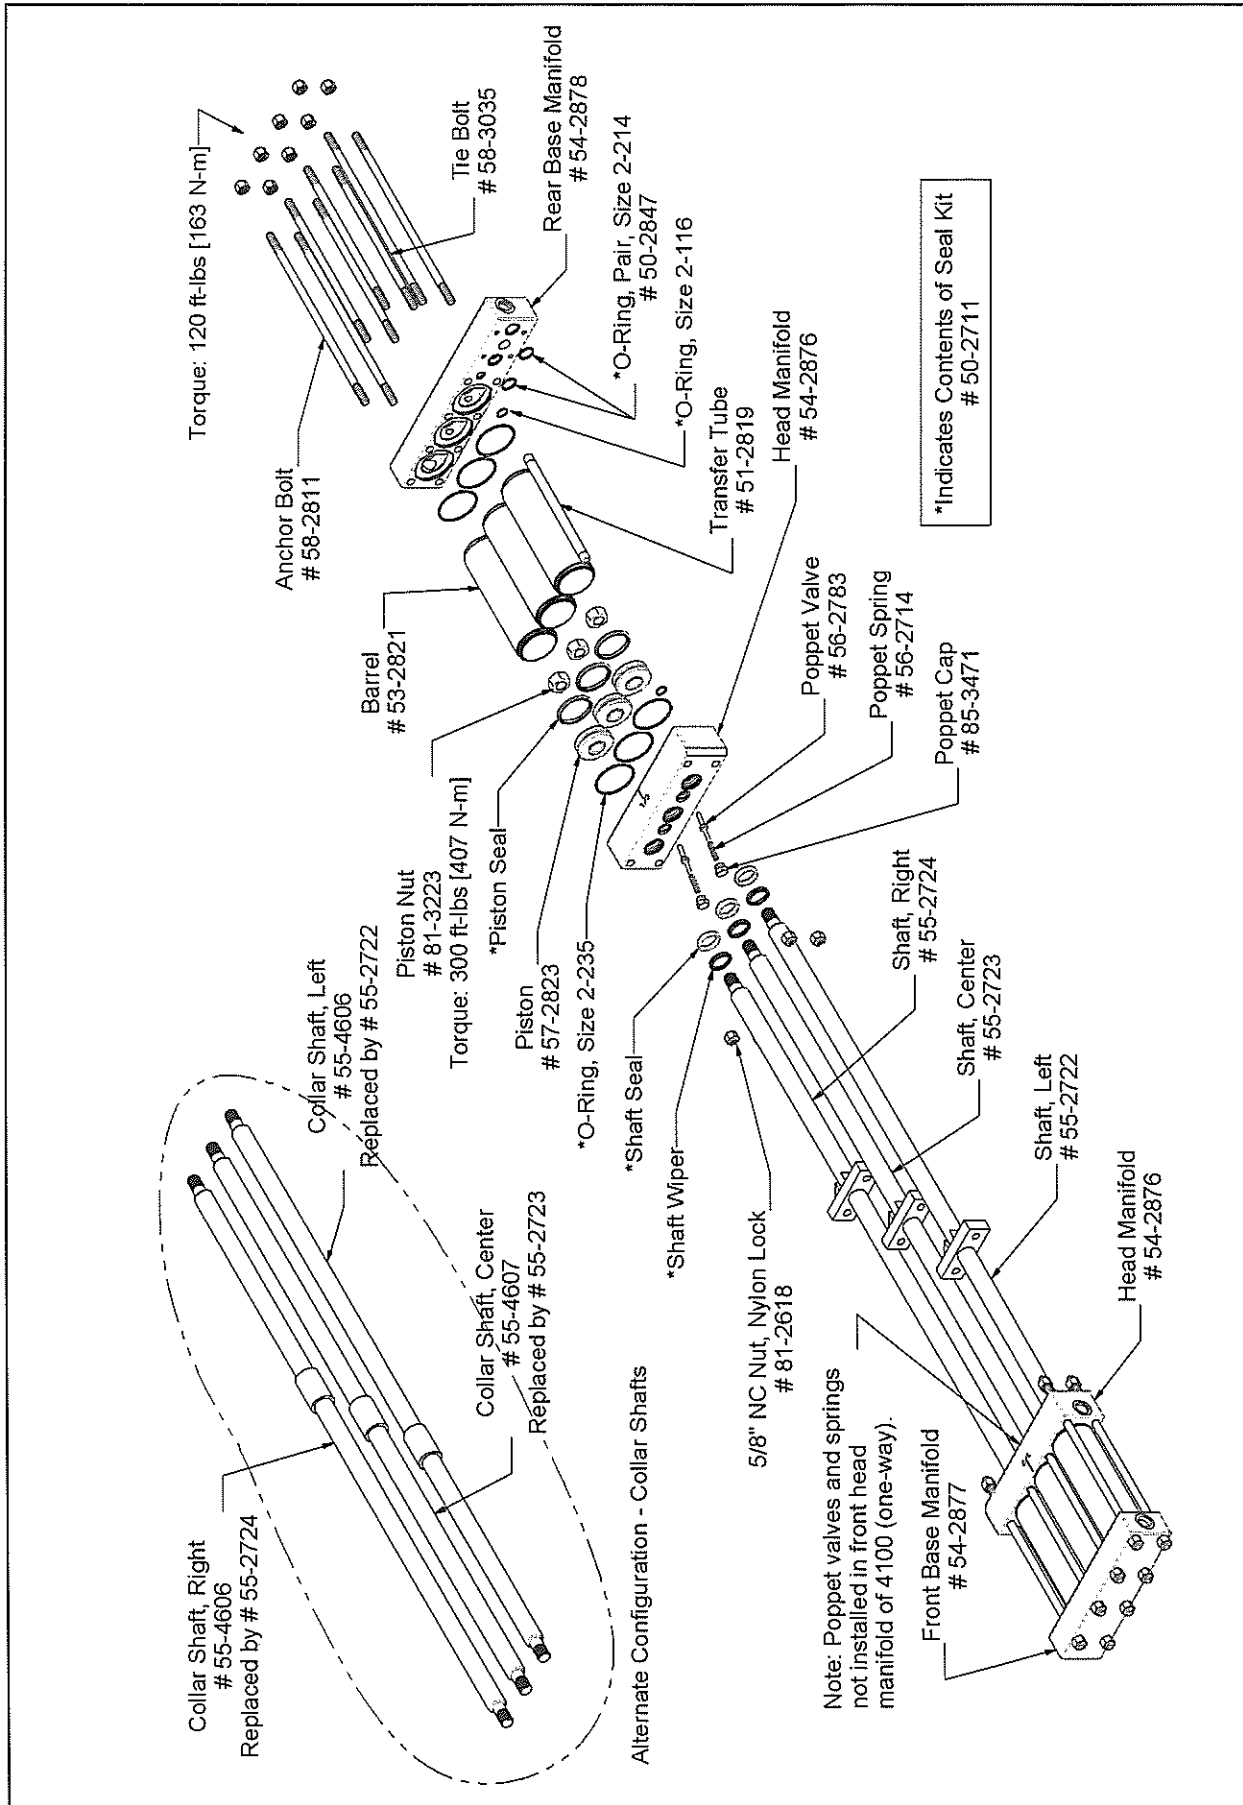 Torque: 120 ft-lbs [163 N-m]
Anchor Bolt
# 58-2811
Tie Bolt
# 58-3035
Rear Base Manifold
# 54-2878
*O-Ring, Pair, Size 2-214
# 50-2847
*O-Ring, Size 2-116
Transfer Tube
# 51-2819
Head Manifold
# 54-2876
Barrel
# 53-2821
Piston Nut
# 81-3223
Torque: 300 ft-lbs [407 N-m]
*Piston Seal
Piston
# 57-2823
*O-Ring, Size 2-235
*Shaft Seal
*Shaft Wiper
5/8" NC Nut, Nylon Lock
# 81-2618
Poppet Valve
# 56-2783
Poppet Spring
# 56-2714
Poppet Cap
# 85-3471
*Indicates Contents of Seal Kit
# 50-2711
Collar Shaft, Left
# 55-4606
Replaced by # 55-2722
Collar Shaft, Center
# 55-4607
Replaced by # 55-2723
Collar Shaft, Right
# 55-4606
Replaced by # 55-2724
Alternate Configuration - Collar Shafts
Shaft, Right
# 55-2724
Shaft, Center
# 55-2723
Shaft, Left
# 55-2722
Head Manifold
# 54-2876
Note: Poppet valves and springs
not installed in front head
manifold of 4100 (one-way).
Front Base Manifold
# 54-2877